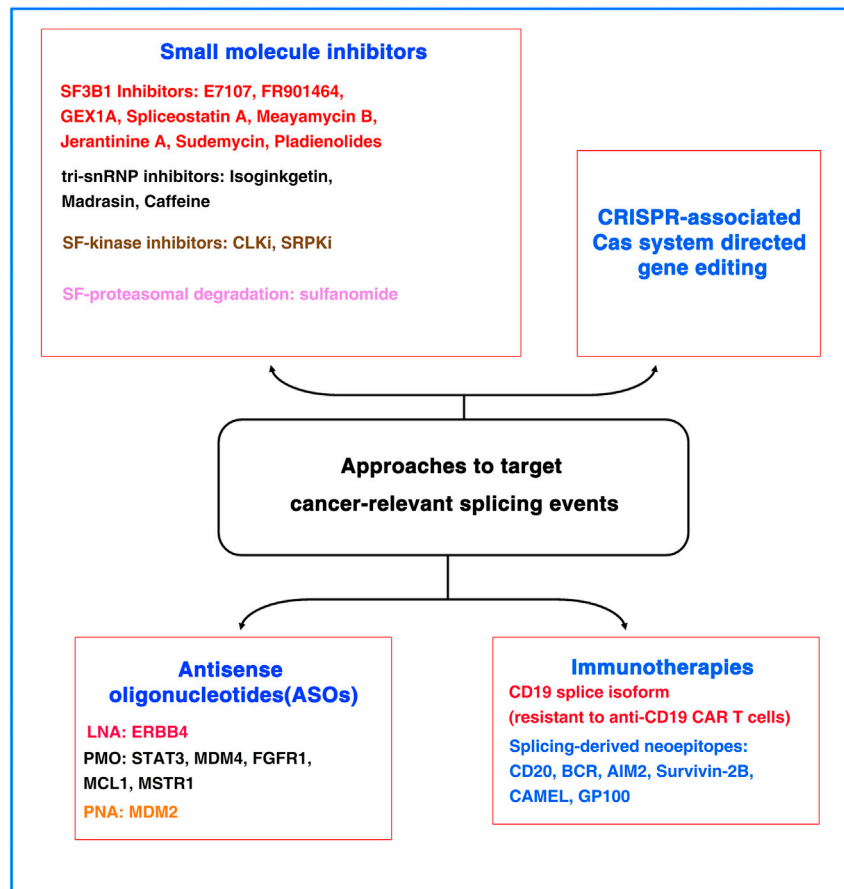 Small molecule inhibitors
SF3B1 Inhibitors: E7107, FR901464,
GEX1A, Spliceostatin A, Meayamycin B,
Jerantinine A, Sudemycin, Pladienolides
tri-snRNP inhibitors: Isoginkgetin,
Madrasin, Caffeine
SF-kinase inhibitors: CLKi, SRPKi
SF-proteasomal degradation: sulfanomide
CRISPR-associated
Cas system directed
gene editing
Approaches to target
cancer-relevant splicing events
Antisense
oligonucleotides(ASOs)
LNA: ERBB4
PMO: STAT3, MDM4, FGFR1,
MCL1, MSTR1
PNA: MDM2
Immunotherapies
CD19 splice isoform
(resistant to anti-CD19 CAR T cells)
Splicing-derived neoepitopes:
CD20, BCR, AIM2, Survivin-2B,
CAMEL, GP100